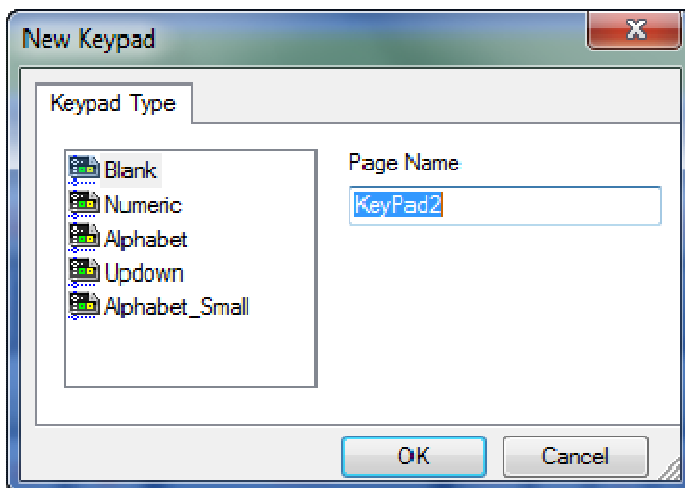 New Keypad
X
Keypad Type
Blank
Numeric
Alphabet
Updown
Alphabet_Small
Page Name
KeyPad2
OK
Cancel